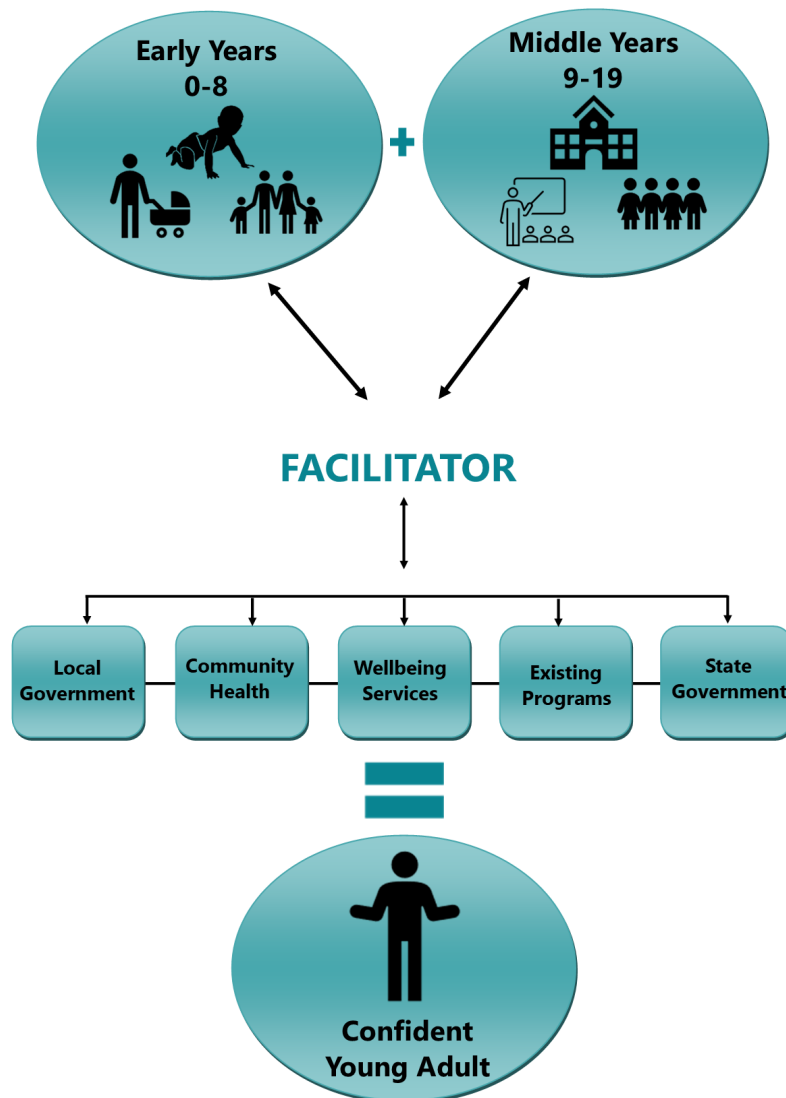 Early Years
0-8
Middle Years
9-19
+
FACILITATOR
Local
Government
Community
Health
Wellbeing
Services
Existing
Programs
State
Government
=
Confident
Young Adult